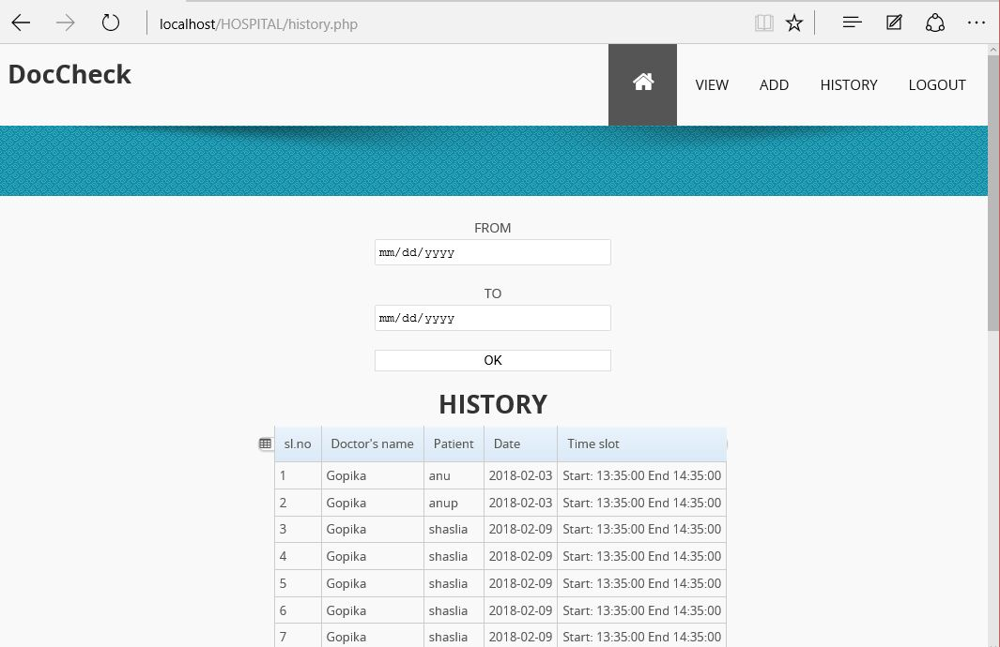 localhost/HOSPITAL/history.php
DocCheck
VIEW ADD HISTORY LOGOUT
FROM
mm/dd/yyyy
TO
mm/dd/yyyy
OK
HISTORY
sl.no Doctor's name Patient Date Time slot
1 Gopika anu 2018-02-03 Start: 13:35:00 End 14:35:00
2 Gopika anup 2018-02-03 Start: 13:35:00 End 14:35:00
3 Gopika shaslia 2018-02-09 Start: 13:35:00 End 14:35:00
4 Gopika shaslia 2018-02-09 Start: 13:35:00 End 14:35:00
5 Gopika shaslia 2018-02-09 Start: 13:35:00 End 14:35:00
6 Gopika shaslia 2018-02-09 Start: 13:35:00 End 14:35:00
7 Gopika shaslia 2018-02-09 Start: 13:35:00 End 14:35:00